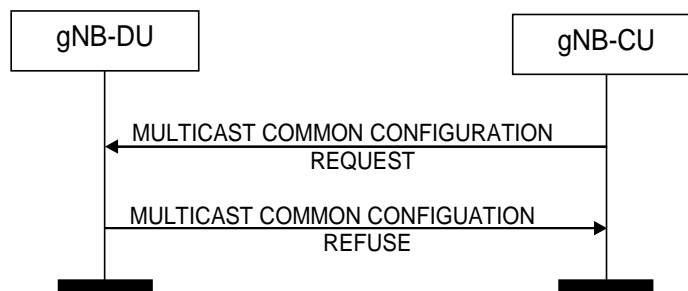 gNB-DU
gNB-CU
MULTICAST COMMON CONFIGURATION
REQUEST
MULTICAST COMMON CONFIGUATION
REFUSE